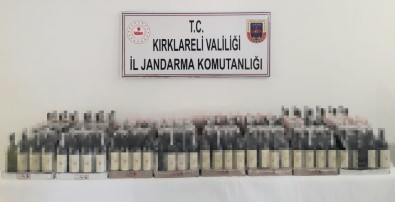 T.C.
KIRKLARELİ VALİLİĞİ
İL JANDARMA KOMUTANLIĞI